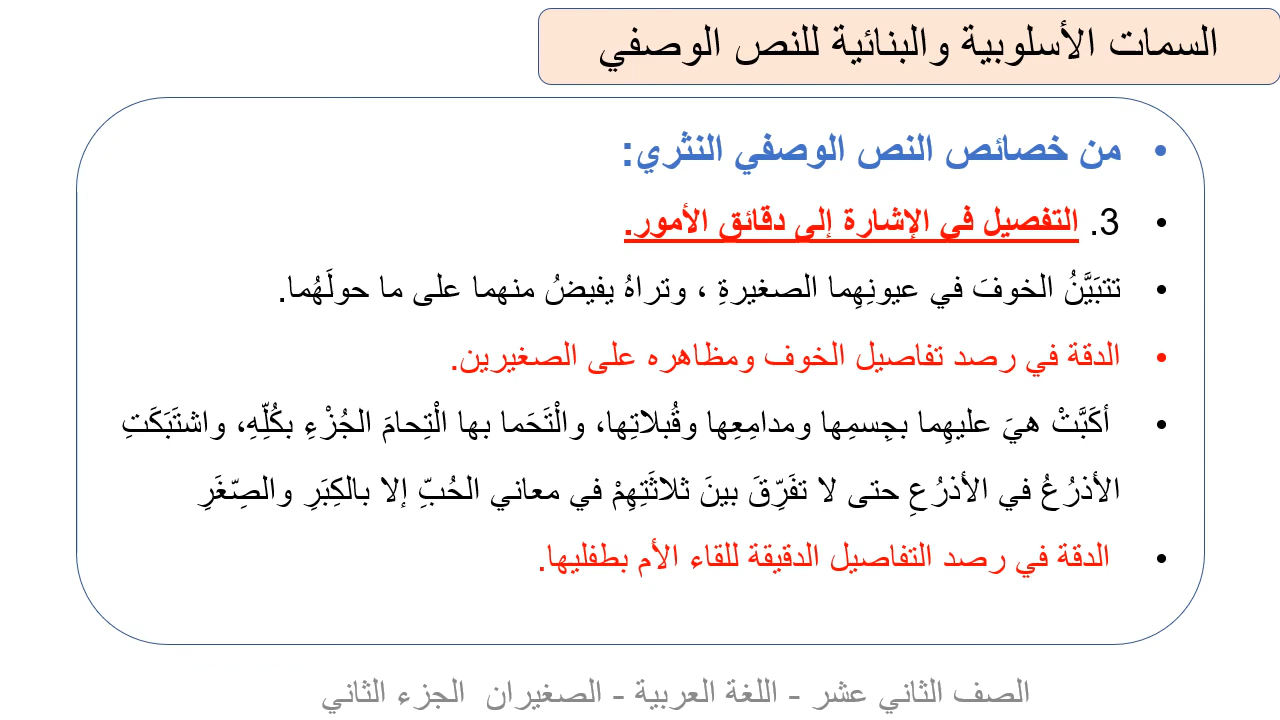 السمات الأسلوبية والبنائية للنص الوصفي
• من خصائص النص الوصفي النثري:
• 3. التفصيل في الإشارة إلى دقائق الأمور.
• تتبَيَّنُ الخوفَ في عيونِهِما الصغيرةِ ، وتراهُ يفيضُ منهما على ما حولَهُما.
• الدقة في رصد تفاصيل الخوف ومظاهره على الصغيرين.
• أكَبَّتْ هيَ عليهِما بجِسمِها ومدامِعِها وقُبلاتِها، والْتَحَما بها الْتِحامَ الجُزْءِ بكُلِّهِ، واشتَبَكَتِ
الأذرُعُ في الأذرُعِ حتى لا تفَرِّقَ بينَ ثلاثَتِهِمْ في معاني الحُبِّ إلا بالكِبَرِ والصِّغَرِ
• الدقة في رصد التفاصيل الدقيقة للقاء الأم بطفليها.
الصف الثاني عشر - اللغة العربية - الصغيران الجزء الثاني